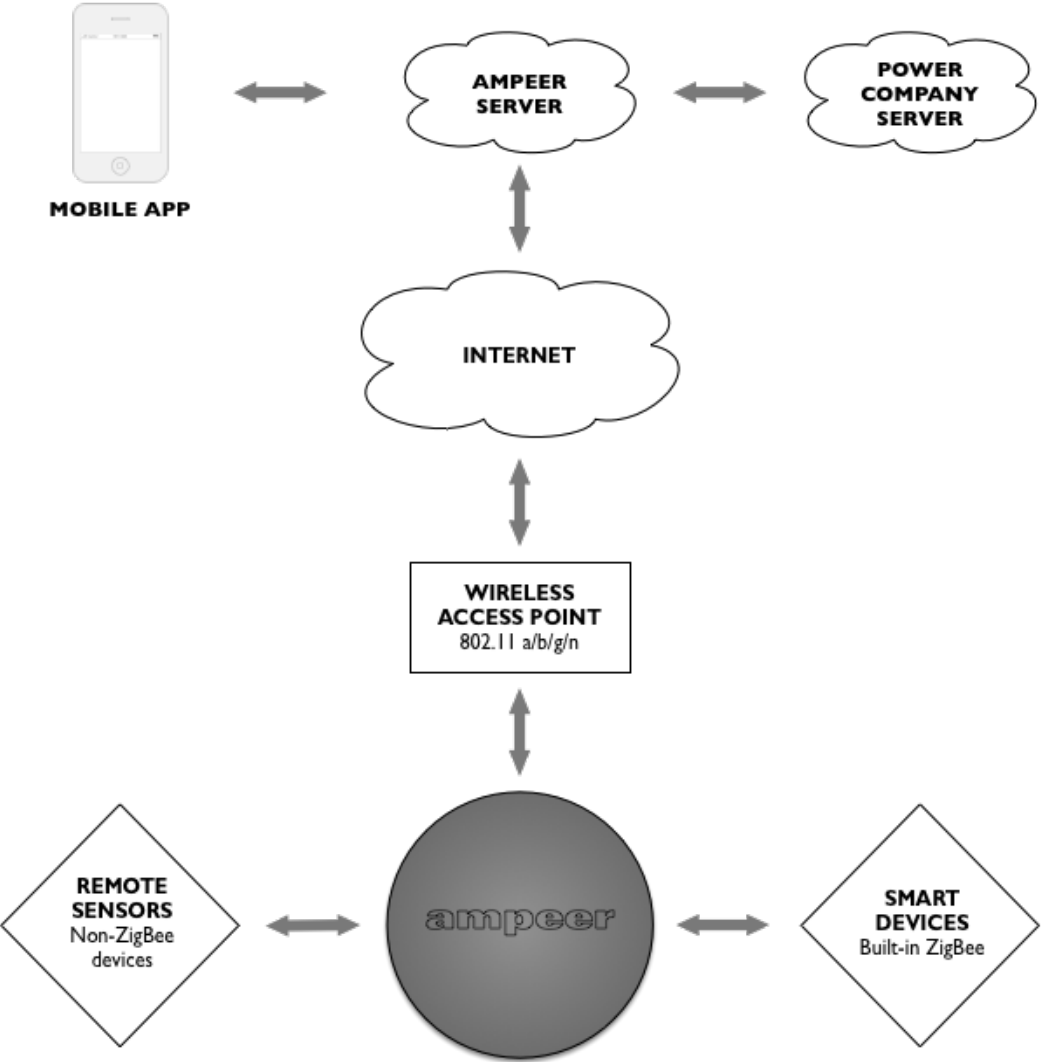 AMPEER
SERVER
POWER
COMPANY
SERVER
MOBILE APP
INTERNET
WIRELESS
ACCESS POINT
802.11 a/b/g/n
REMOTE
SENSORS
Non-ZigBee
devices
ampeer
SMART
DEVICES
Built-in ZigBee